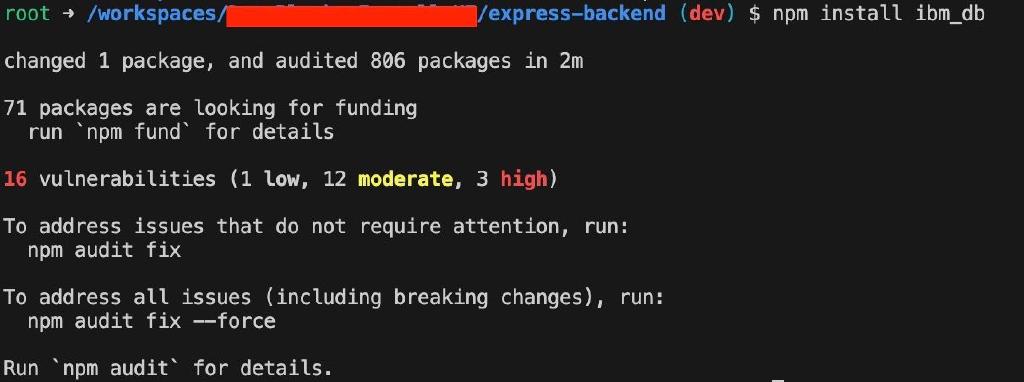 root ➜ /workspaces/ /express-backend (dev) $ npm install ibm_db
changed 1 package, and audited 806 packages in 2m
71 packages are looking for funding
run `npm fund` for details
16 vulnerabilities (1 low, 12 moderate, 3 high)
To address issues that do not require attention, run:
npm audit fix
To address all issues (including breaking changes), run:
npm audit fix --force
Run `npm audit` for details.